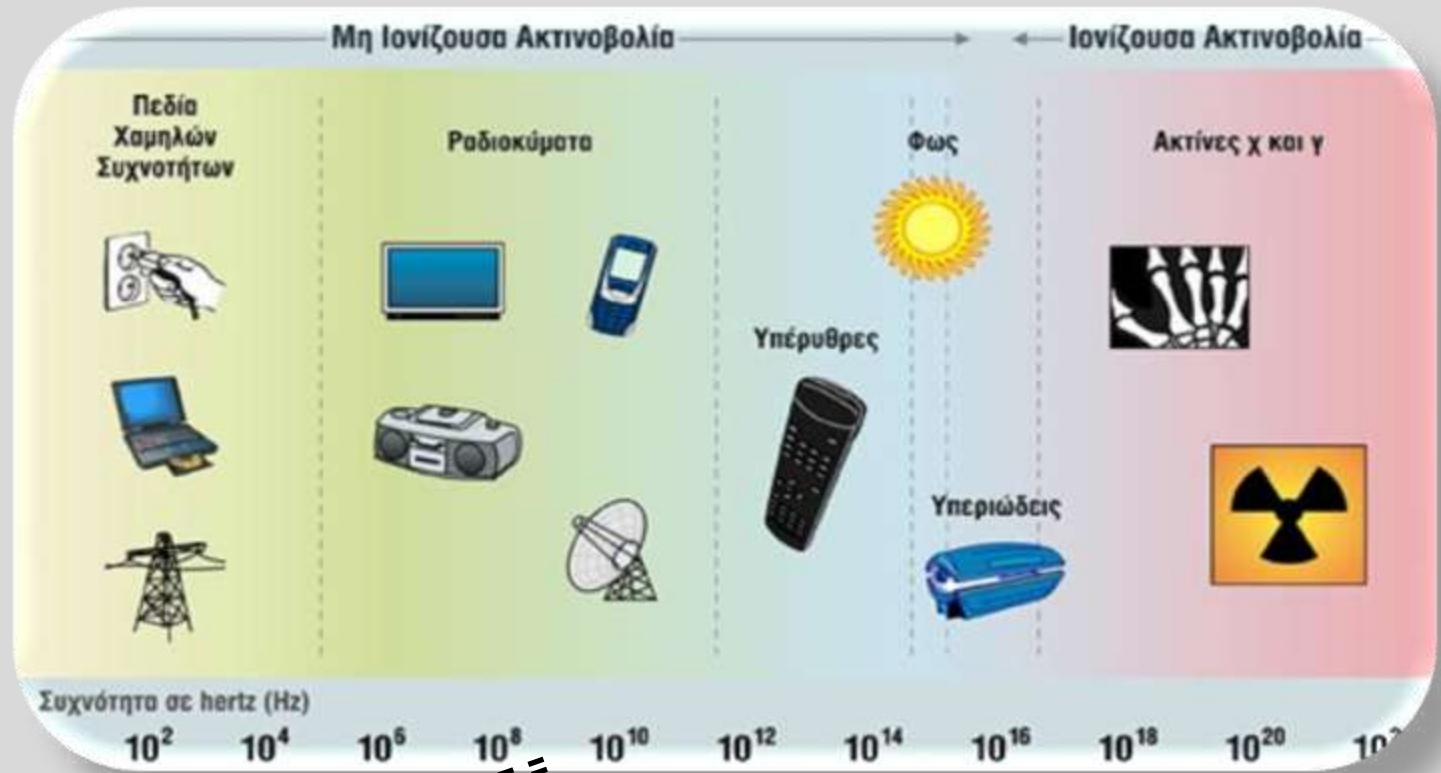 Μη Ιονίζουσα Ακτινοβολία
Ιονίζουσα Ακτινοβολία
Πεδία
Χαμηλών
Συχνοτήτων
Ραδιοκύματα
Φως
Ακτίνες χ και γ
Υπέρυθρες
Υπεριώδεις
Συχνότητα σε hertz (Hz)
10² 10⁴ 10⁶ 10⁸ 10¹⁰ 10¹² 10¹⁴ 10¹⁶ 10¹⁸ 10²⁰